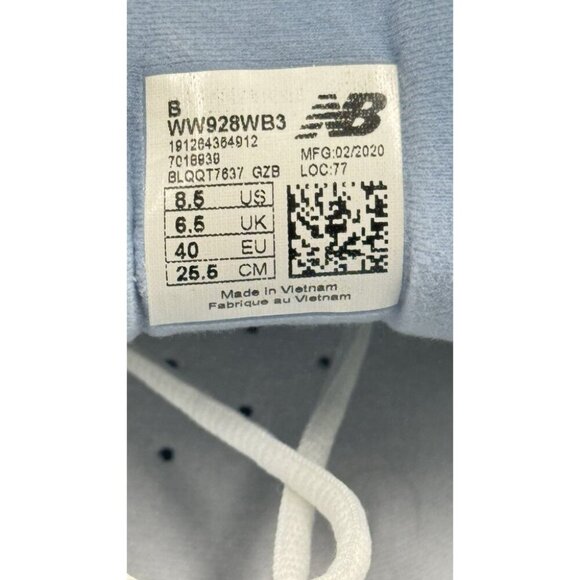 B
WW928WB3
191264364912
7018939
BLQQT7637 GZB
8.5 US
6.5 UK
40 EU
25.5 CM
NB
MFG:02/2020
LOC:77
Made in Vietnam
Fabrique au Vietnam